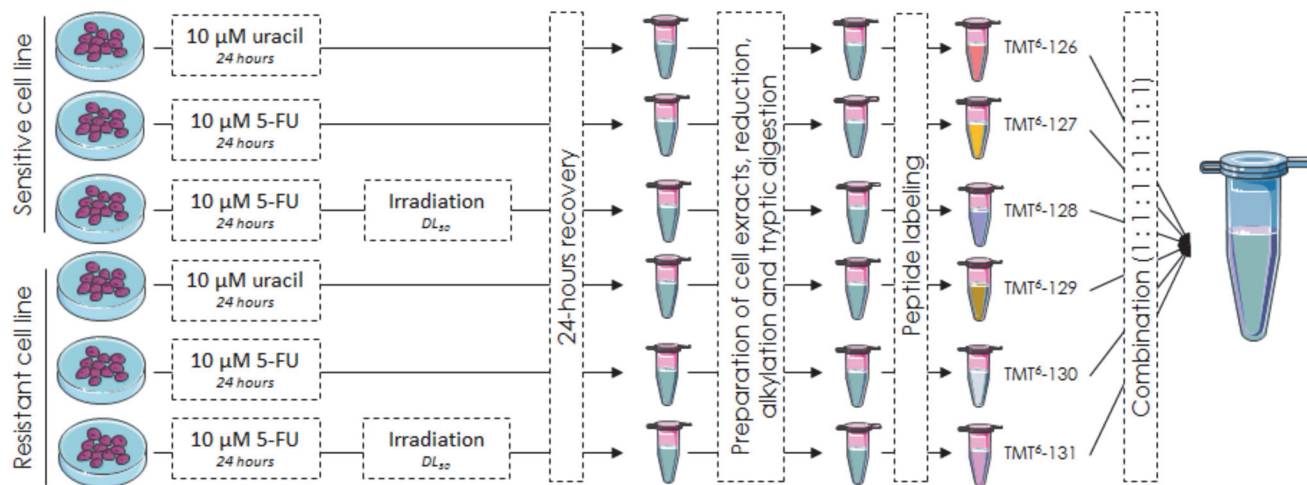 Sensitive cell line
10 µM uracil
24 hours
10 µM 5-FU
24 hours
10 µM 5-FU
24 hours
Irradiation
DL₅₀
Resistant cell line
10 µM uracil
24 hours
10 µM 5-FU
24 hours
10 µM 5-FU
24 hours
Irradiation
DL₅₀
24-hours recovery
Preparation of cell exracts, reduction,
alkylation and tryptic digestion
Peptide labeling
TMT⁶-126
TMT⁶-127
TMT⁶-128
TMT⁶-129
TMT⁶-130
TMT⁶-131
Combination (1 : 1 : 1 : 1 : 1 : 1)